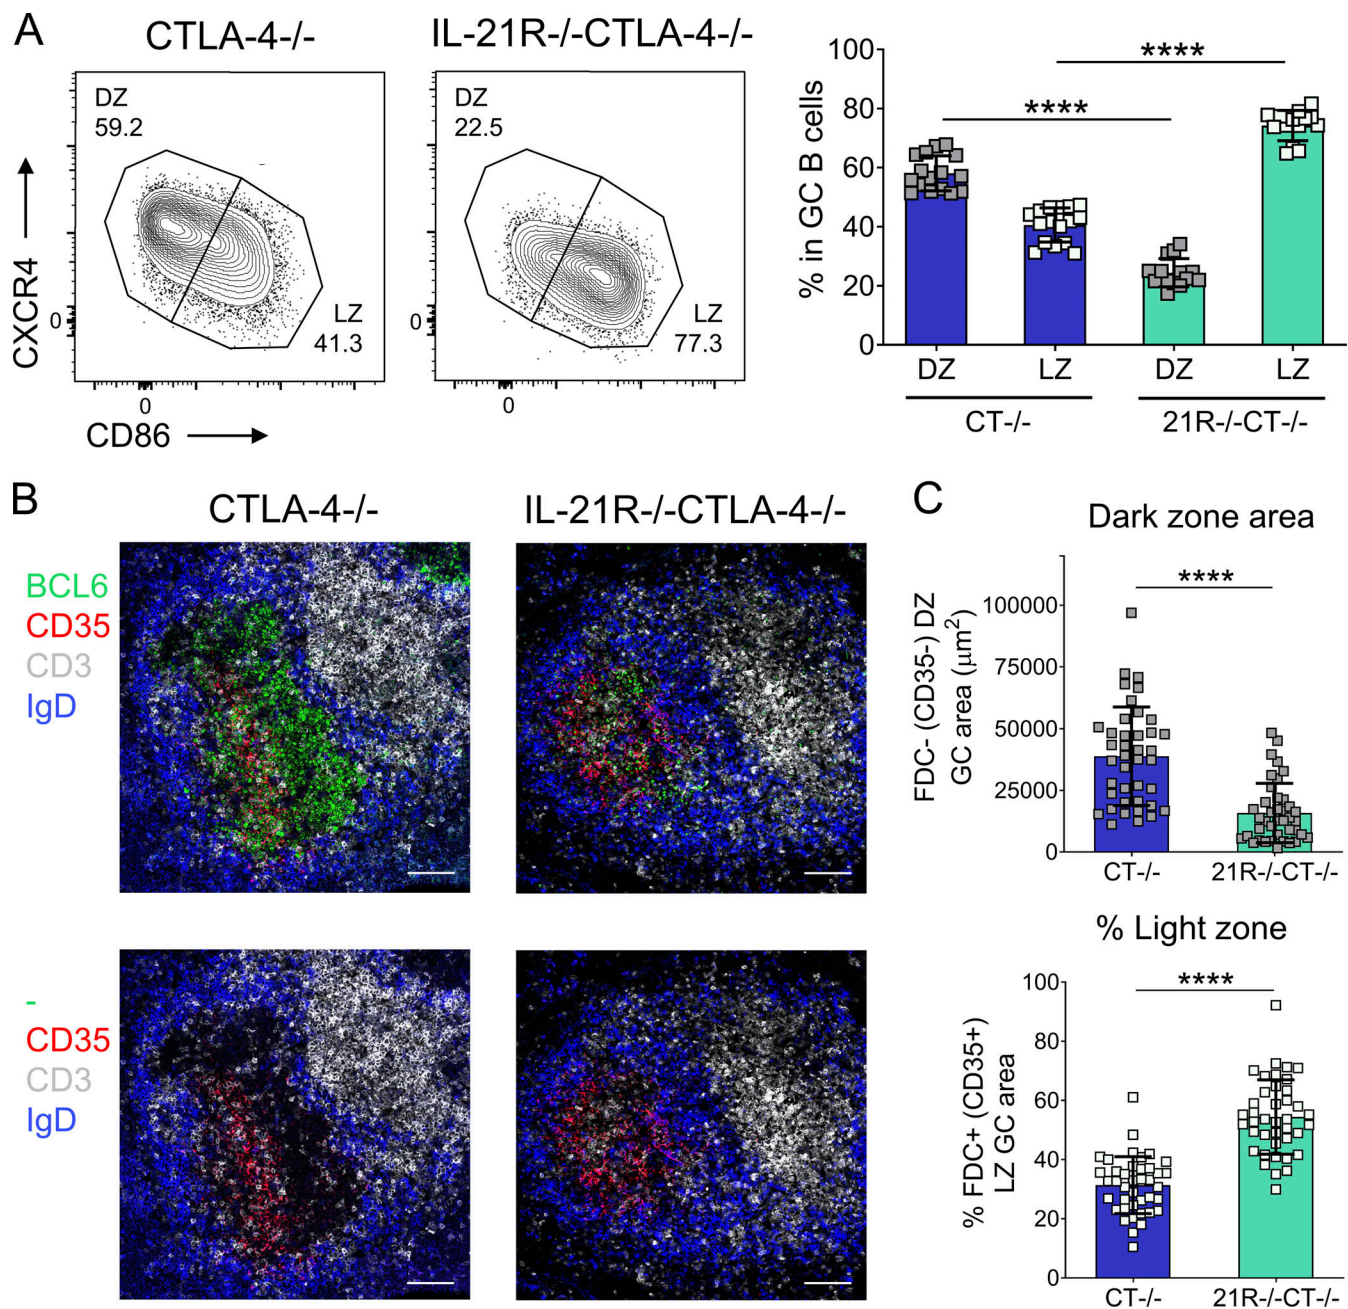 A
CTLA-4-/-
IL-21R-/-CTLA-4-/-
DZ
59.2
LZ
41.3
CXCR4
0
0
CD86
DZ
22.5
LZ
77.3
0
0
% in GC B cells
100
80
60
40
20
0
****
****
DZ
LZ
DZ
LZ
CT-/-
21R-/-CT-/-
B
CTLA-4-/-
IL-21R-/-CTLA-4-/-
BCL6
CD35
CD3
IgD
-
CD35
CD3
IgD
C
Dark zone area
FDC- (CD35-) DZ
GC area (μm²)
100000
75000
50000
25000
0
****
CT-/-
21R-/-CT-/-
% Light zone
% FDC+ (CD35+)
LZ GC area
100
80
60
40
20
0
****
CT-/-
21R-/-CT-/-